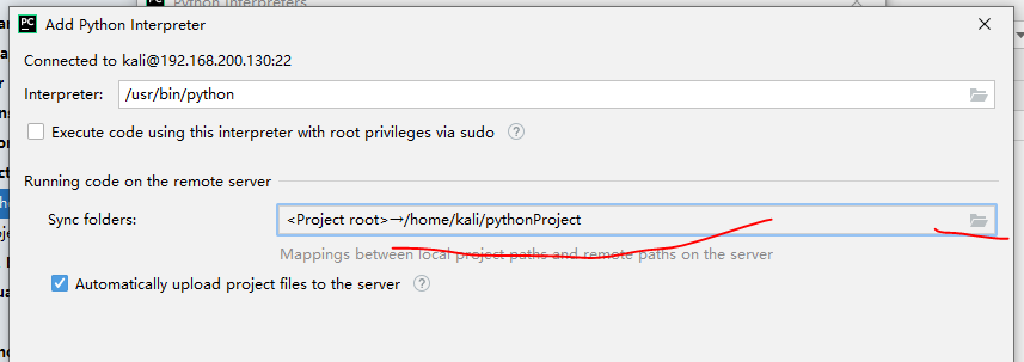 Python Interpreters
PC Add Python Interpreter
Connected to kali@192.168.200.130:22
Interpreter: /usr/bin/python
Execute code using this interpreter with root privileges via sudo ?
Running code on the remote server
Sync folders: <Project root>→/home/kali/pythonProject
Mappings between local project paths and remote paths on the server
Automatically upload project files to the server ?